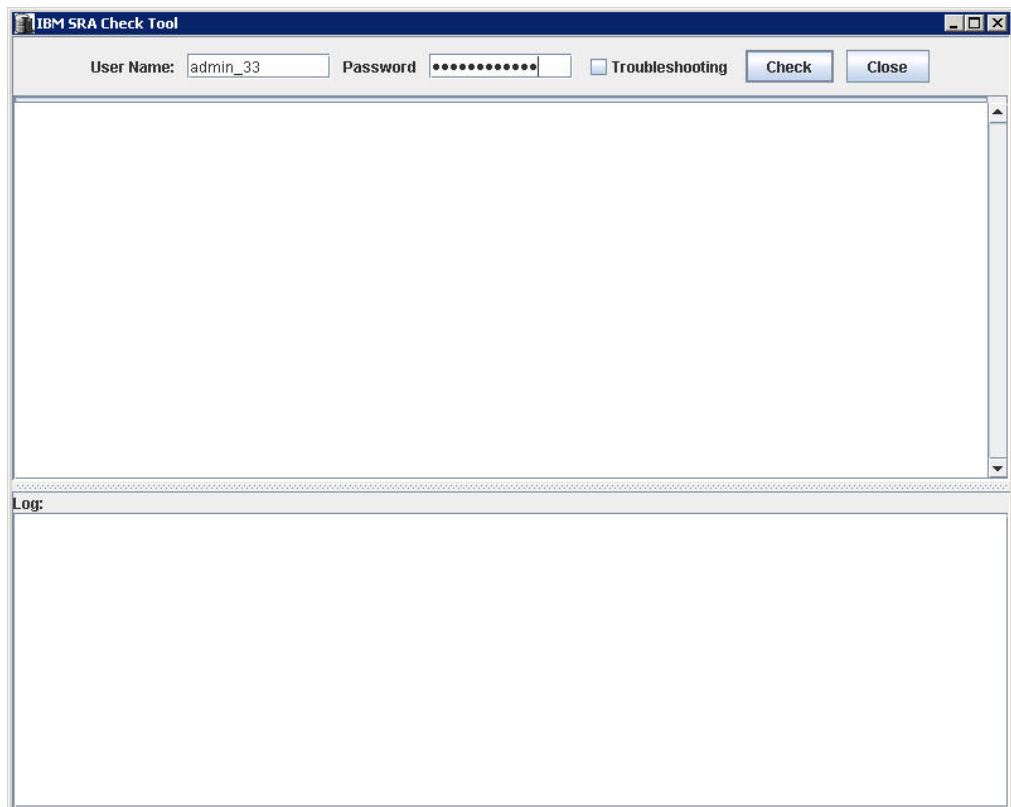 IBM SRA Check Tool
User Name: admin_33 Password •••••••••••• Troubleshooting Check Close
Log: